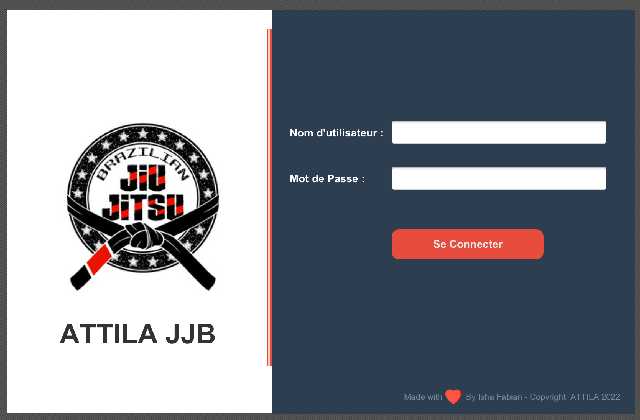 BRAZILIAN
JIU
JITSU
ATTILA JJB
Nom d'utilisateur :
Mot de Passe :
Se Connecter
Made with By Isha Fabian - Copyright ATTILA 2022